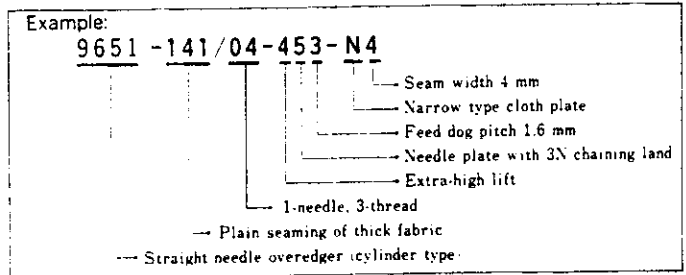 Example:
9651-141/04-453-N4
Seam width 4 mm
Narrow type cloth plate
Feed dog pitch 1.6 mm
Needle plate with 3N chaining land
Extra-high lift
1-needle, 3-thread
Plain seaming of thick fabric
Straight needle overedger (cylinder type)